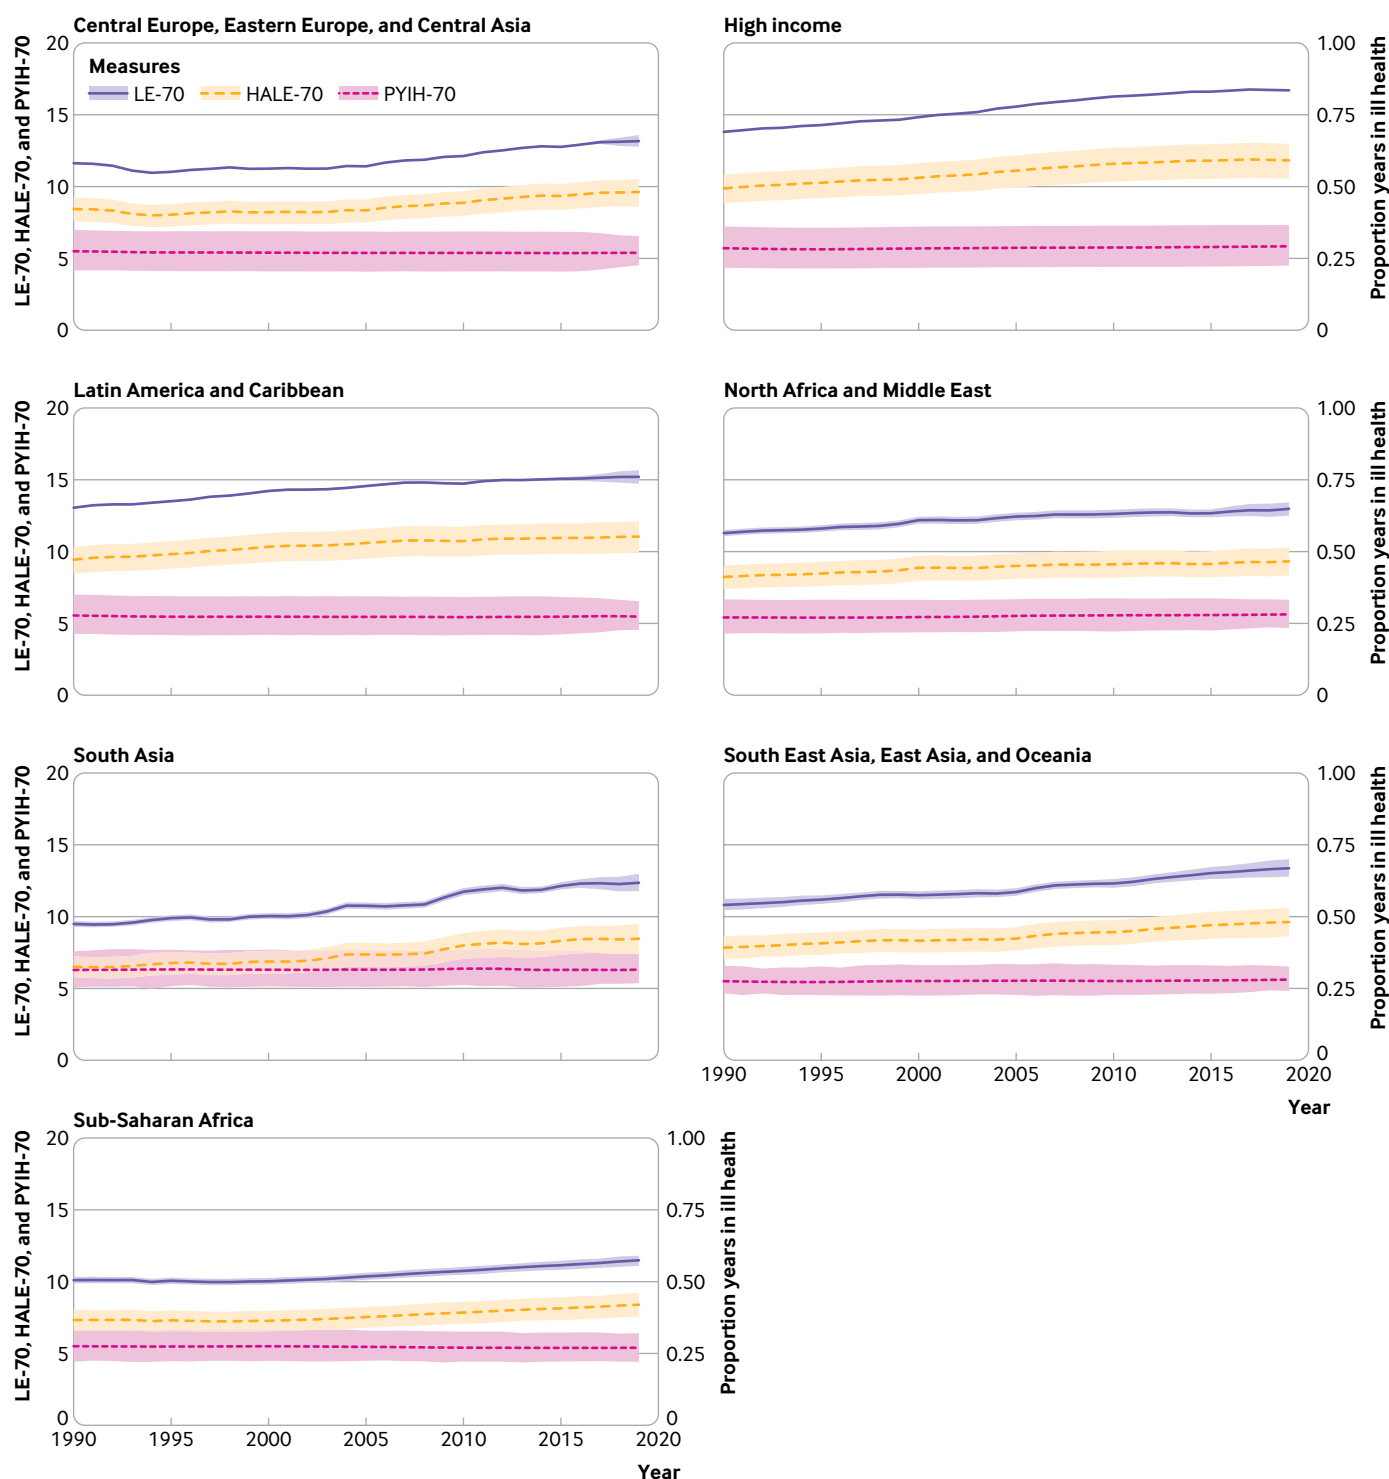 Central Europe, Eastern Europe, and Central Asia
LE-70, HALE-70, and PYIH-70
20
15
10
5
0
Measures
LE-70 HALE-70 PYIH-70
High income
1.00
0.75
0.50
0.25
0
Proportion years in ill health
Latin America and Caribbean
LE-70, HALE-70, and PYIH-70
20
15
10
5
0
North Africa and Middle East
1.00
0.75
0.50
0.25
0
Proportion years in ill health
South Asia
LE-70, HALE-70, and PYIH-70
20
15
10
5
0
South East Asia, East Asia, and Oceania
1.00
0.75
0.50
0.25
0
Proportion years in ill health
1990 1995 2000 2005 2010 2015 2020
Year
Sub-Saharan Africa
LE-70, HALE-70, and PYIH-70
20
15
10
5
0
1.00
0.75
0.50
0.25
0
Proportion years in ill health
1990 1995 2000 2005 2010 2015 2020
Year